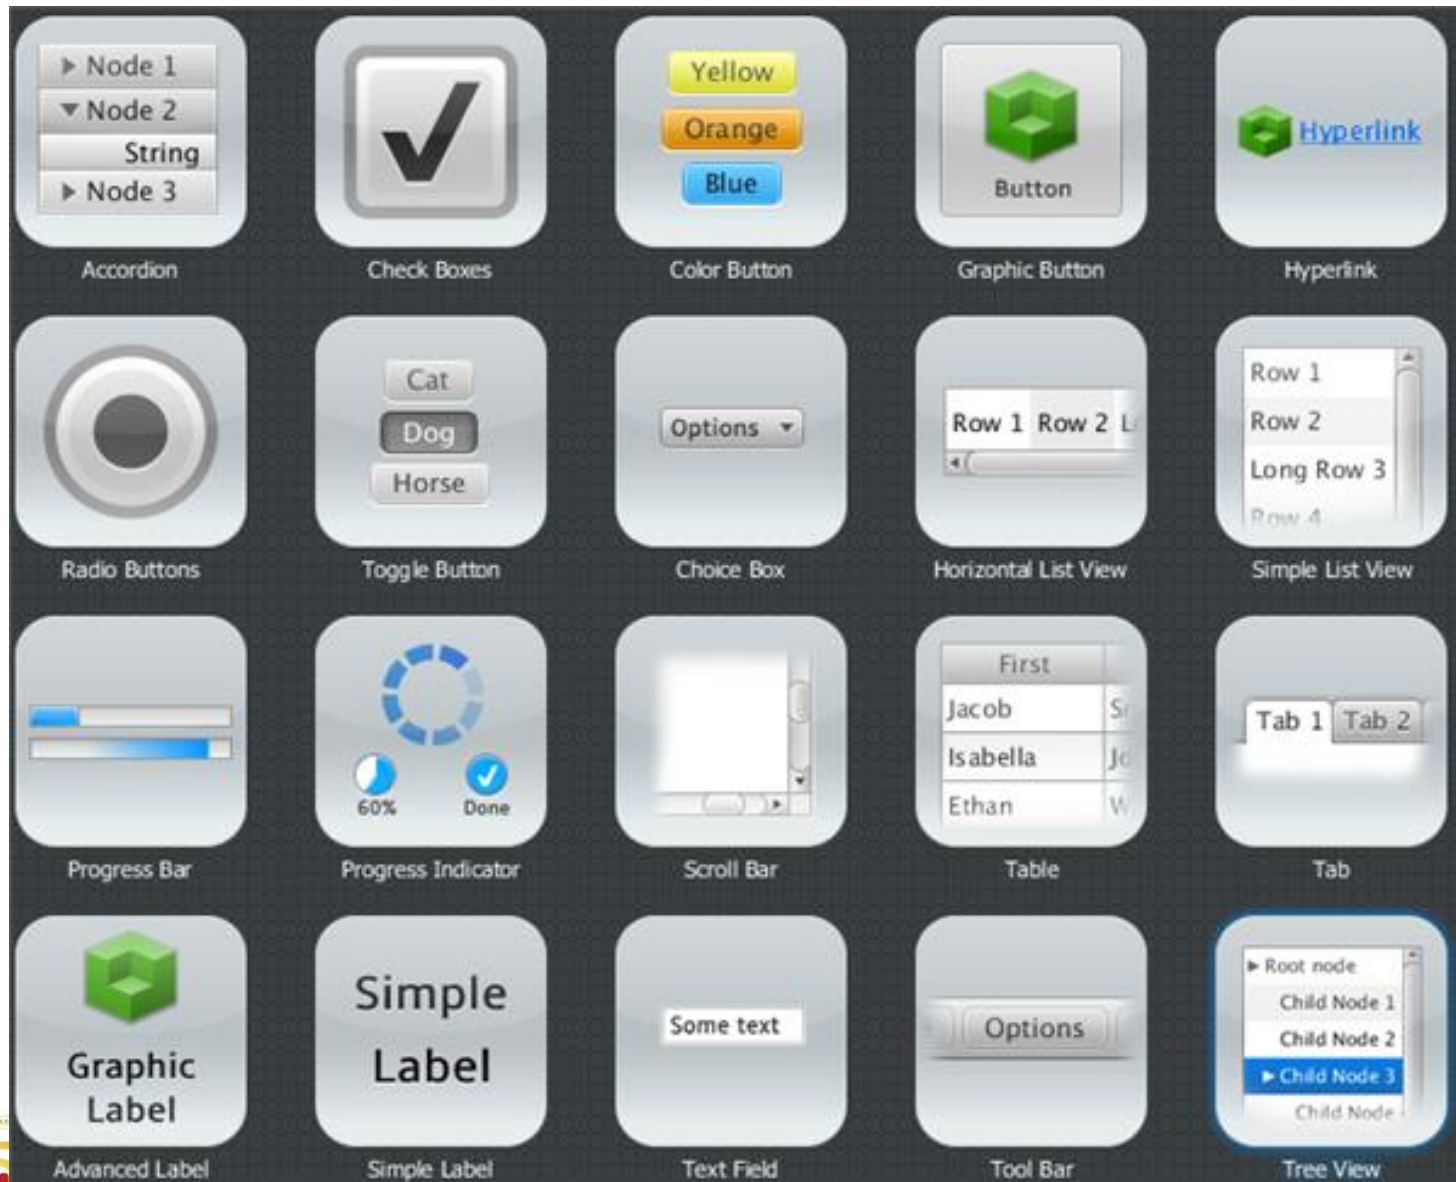 Node 1
Node 2
String
Node 3
Accordion
Check Boxes
Yellow
Orange
Blue
Color Button
Button
Graphic Button
Hyperlink
Hyperlink
Radio Buttons
Cat
Dog
Horse
Toggle Button
Options
Choice Box
Row 1 Row 2 L
Horizontal List View
Row 1
Row 2
Long Row 3
Row 4
Simple List View
Progress Bar
60% Done
Progress Indicator
Scroll Bar
First
Jacob
Isabella
Ethan
Table
Tab 1 Tab 2
Tab
Graphic
Label
Advanced Label
Simple
Label
Simple Label
Some text
Text Field
Options
Tool Bar
Root node
Child Node 1
Child Node 2
Child Node 3
Child Node
Tree View